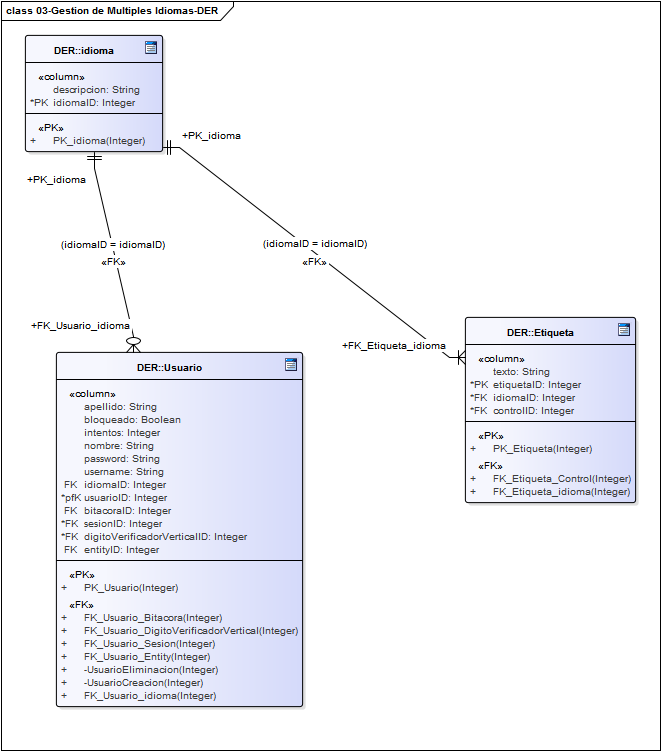 class 03-Gestion de Multiples Idiomas-DER
DER::idioma
«column»
descripcion: String
*PK idiomaID: Integer
«PK»
+ PK_idioma(Integer)
+PK_idioma
+PK_idioma
(idiomaID = idiomaID)
«FK»
(idiomaID = idiomaID)
«FK»
+FK_Usuario_idioma
+FK_Etiqueta_idioma
DER::Etiqueta
«column»
texto: String
*PK etiquetaID: Integer
*FK idiomaID: Integer
*FK controlID: Integer
«PK»
+ PK_Etiqueta(Integer)
«FK»
+ FK_Etiqueta_Control(Integer)
+ FK_Etiqueta_idioma(Integer)
DER::Usuario
«column»
apellido: String
bloqueado: Boolean
intentos: Integer
nombre: String
password: String
username: String
FK idiomaID: Integer
*pfK usuarioID: Integer
FK bitacoraID: Integer
*FK sesionID: Integer
*FK digitoVerificadorVerticalID: Integer
FK entityID: Integer
«PK»
+ PK_Usuario(Integer)
«FK»
+ FK_Usuario_Bitacora(Integer)
+ FK_Usuario_DigitoVerificadorVertical(Integer)
+ FK_Usuario_Sesion(Integer)
+ FK_Usuario_Entity(Integer)
+ -UsuarioEliminacion(Integer)
+ -UsuarioCreacion(Integer)
+ FK_Usuario_idioma(Integer)